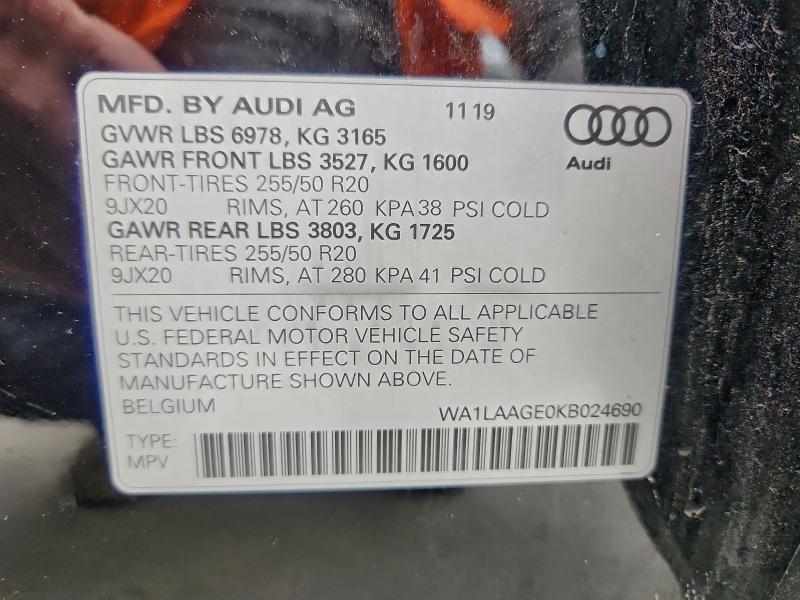 MFD. BY AUDI AG 11 19
GVWR LBS 6978, KG 3165
GAWR FRONT LBS 3527, KG 1600
Audi
FRONT-TIRES 255/50 R20
9JX20 RIMS, AT 260 KPA 38 PSI COLD
GAWR REAR LBS 3803, KG 1725
REAR-TIRES 255/50 R20
9JX20 RIMS, AT 280 KPA 41 PSI COLD
THIS VEHICLE CONFORMS TO ALL APPLICABLE
U.S. FEDERAL MOTOR VEHICLE SAFETY
STANDARDS IN EFFECT ON THE DATE OF
MANUFACTURE SHOWN ABOVE.
BELGIUM WA1LAAGE0KB024690
TYPE:
MPV